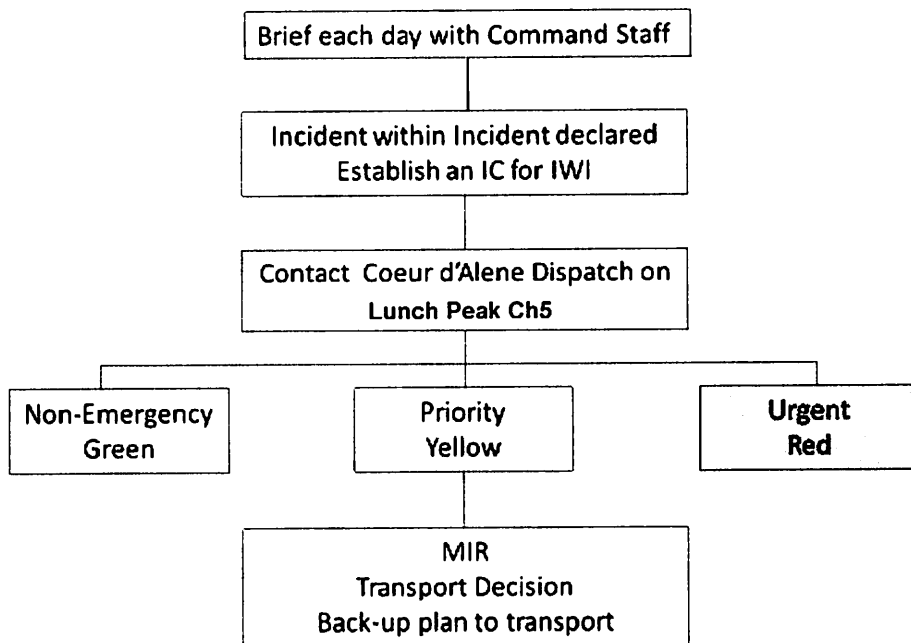 Brief each day with Command Staff
Incident within Incident declared
Establish an IC for IWI
Contact Coeur d'Alene Dispatch on
Lunch Peak Ch5
Non-Emergency
Green
Priority
Yellow
Urgent
Red
MIR
Transport Decision
Back-up plan to transport